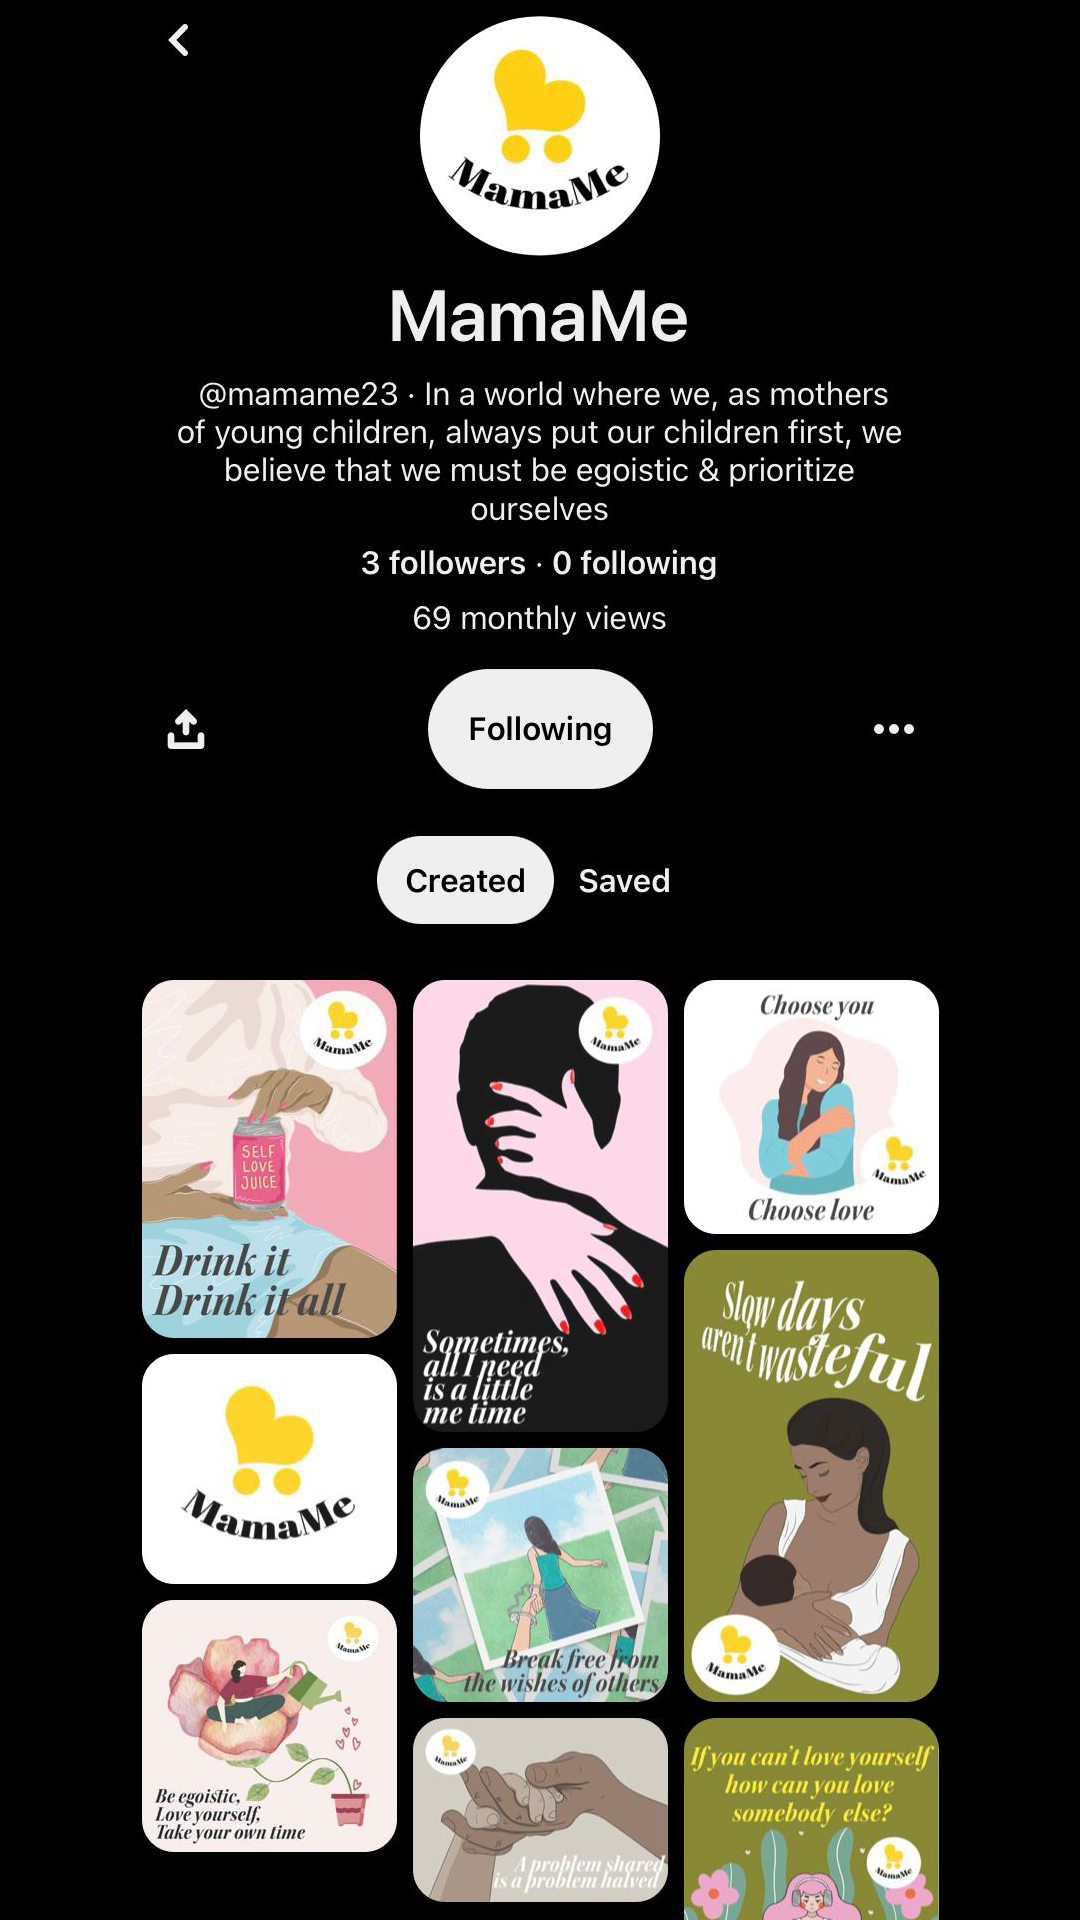 MamaMe
MamaMe
@mamame23 · In a world where we, as mothers
of young children, always put our children first, we
believe that we must be egoistic & prioritize
ourselves
3 followers · 0 following
69 monthly views
Following
Created
Saved
MamaMe
SELF
LOVE
JUICE
Drink it
Drink it all
MamaMe
MamaMe
Be egoistic,
Love yourself,
Take your own time
MamaMe
Sometimes,
all I need
is a little
me time
MamaMe
Break free from
the wishes of others
MamaMe
A problem shared
is a problem halved
Choose you
MamaMe
Choose love
Slow days
aren't wasteful
MamaMe
If you can't love yourself
how can you love
somebody else?
MamaMe